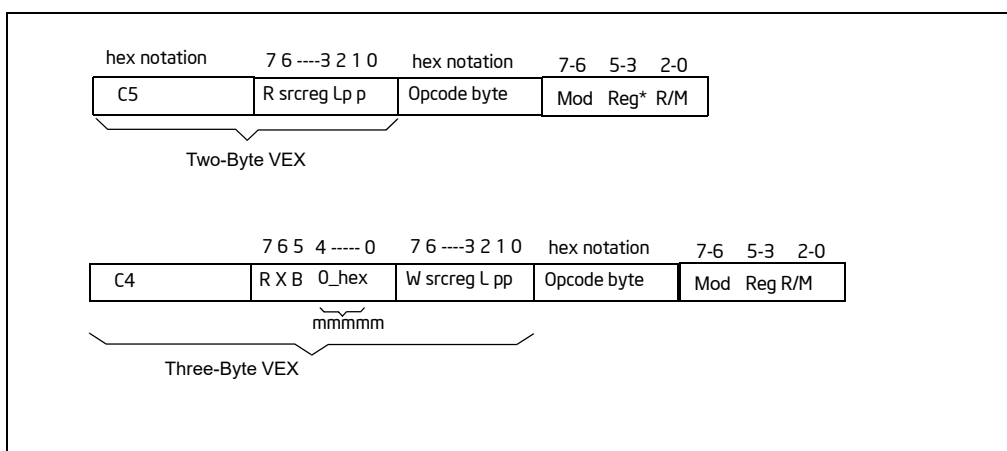 hex notation 7 6 ----3 2 1 0 hex notation 7-6 5-3 2-0
C5 R srcreg Lp p Opcode byte Mod Reg* R/M
Two-Byte VEX
7 6 5 4 ----- 0 7 6 ----3 2 1 0 hex notation 7-6 5-3 2-0
C4 R X B 0_hex W srcreg L pp Opcode byte Mod Reg R/M
mmmmm
Three-Byte VEX